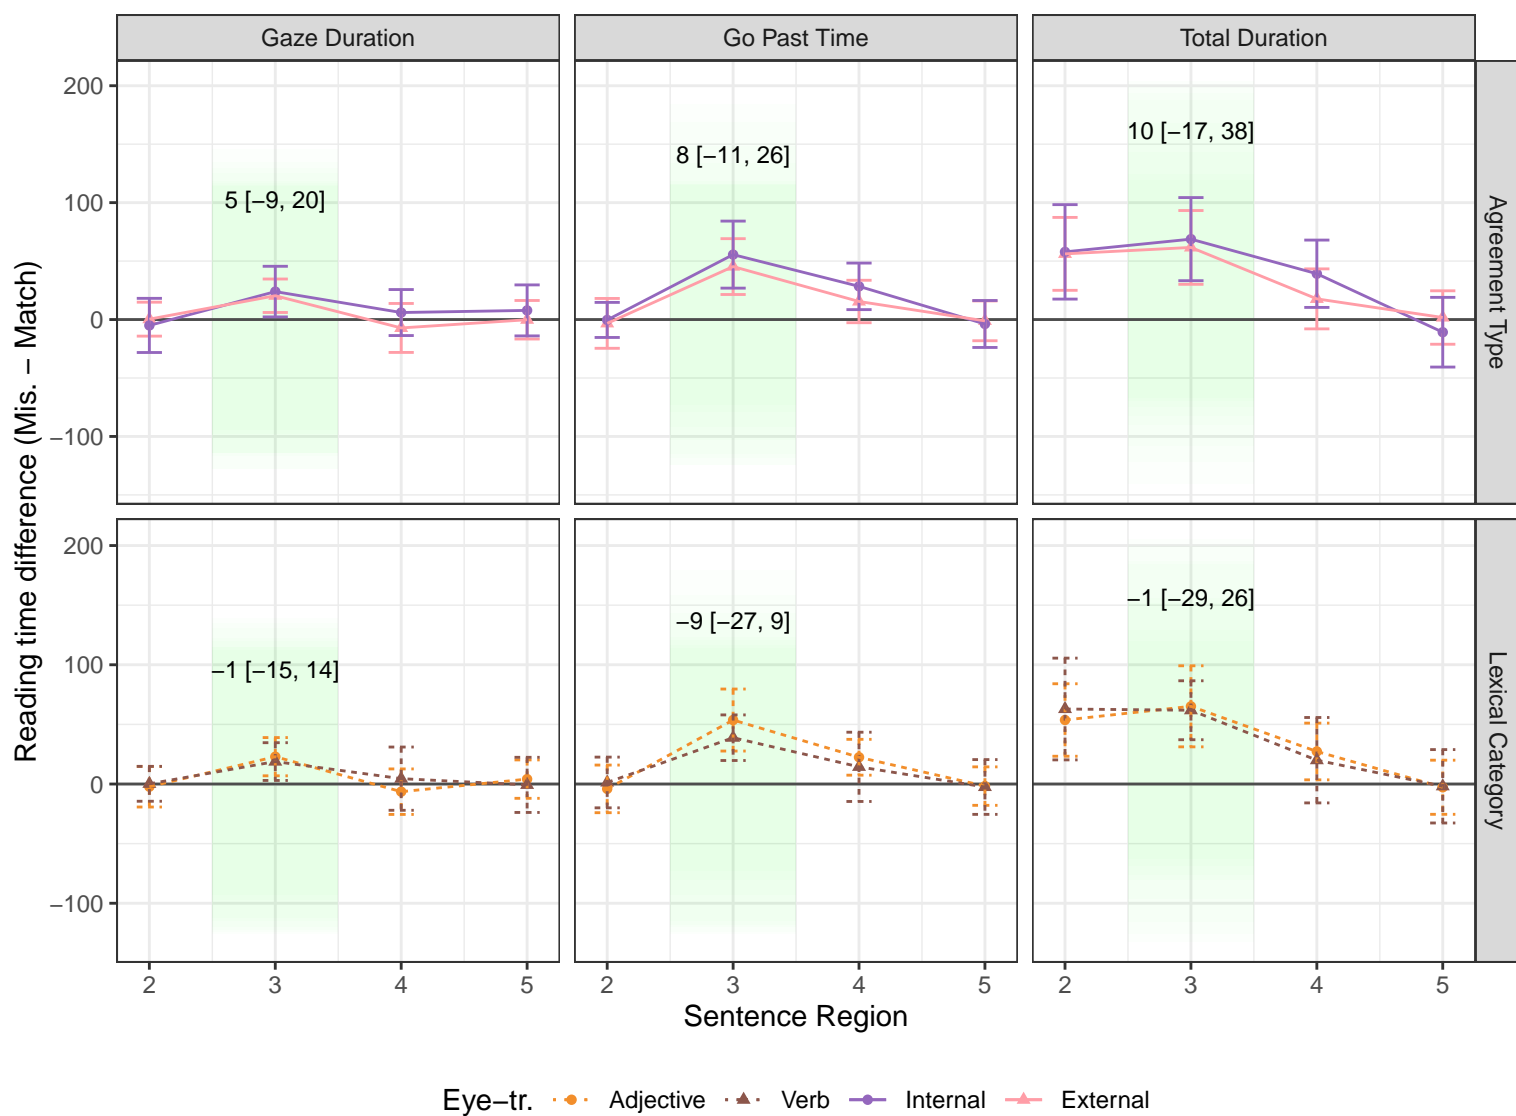 Gaze Duration
Go Past Time
Total Duration
Reading time difference (Mis. − Match)
200
100
0
−100
5 [−9, 20]
8 [−11, 26]
10 [−17, 38]
Agreement Type
200
100
0
−100
−1 [−15, 14]
−9 [−27, 9]
−1 [−29, 26]
Lexical Category
2 3 4 5
2 3 4 5
2 3 4 5
Sentence Region
Eye−tr. Adjective Verb Internal External